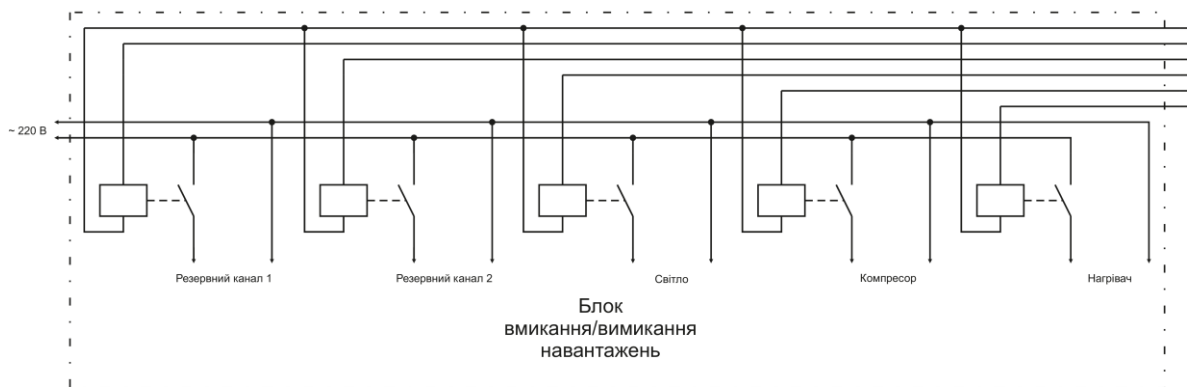 ~ 220 В
Резервний канал 1
Резервний канал 2
Світло
Компресор
Нагрівач
Блок
вмикання/вимикання
навантажень